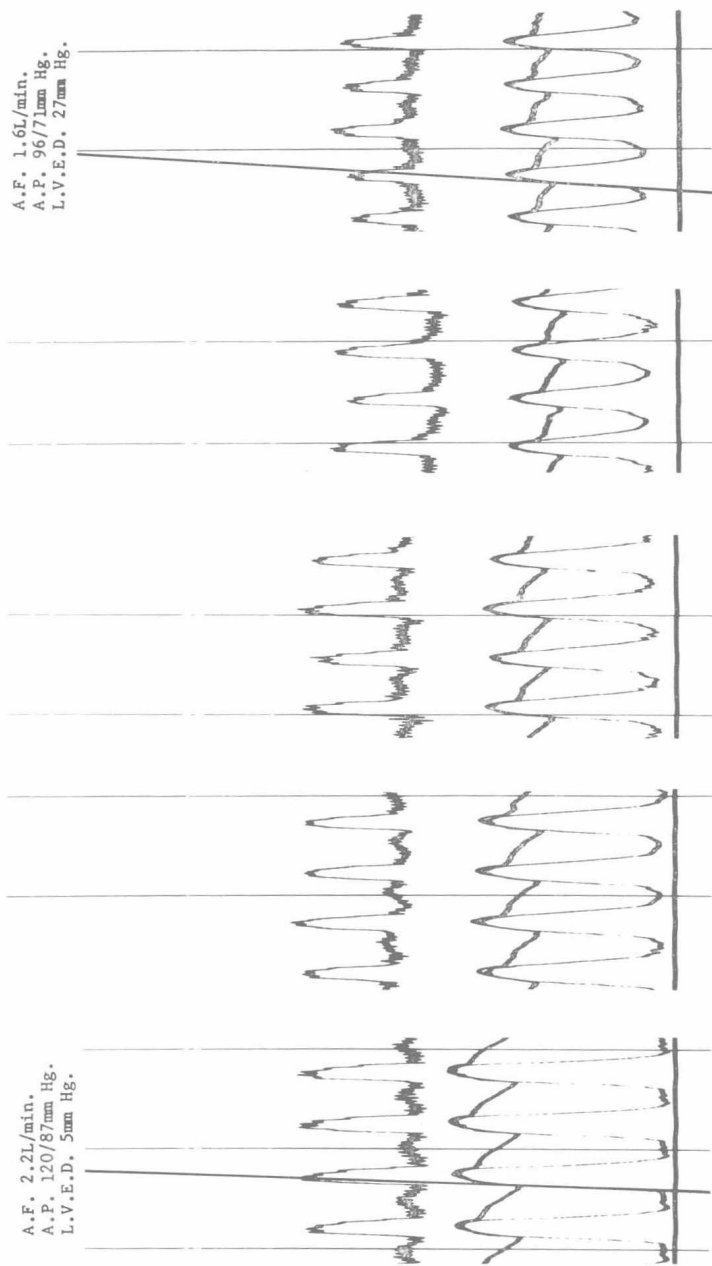 A.F. 1.6L/min.
A.P. 96/71mm Hg.
L.V.E.D. 27mm Hg.
A.F. 2.2L/min.
A.P. 120/87mm Hg.
L.V.E.D. 5mm Hg.